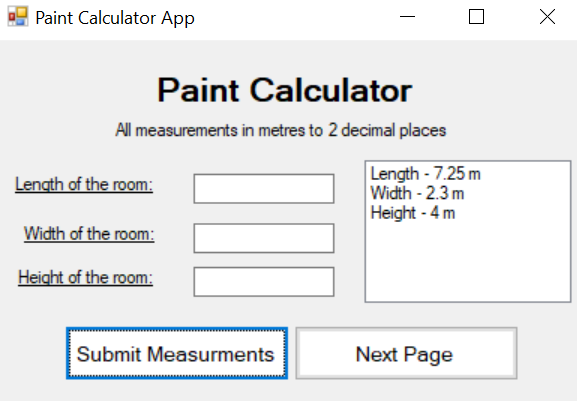 Paint Calculator App
Paint Calculator
All measurements in metres to 2 decimal places
Length of the room:
Width of the room:
Height of the room:
Length - 7.25 m
Width - 2.3 m
Height - 4 m
Submit Measurments
Next Page